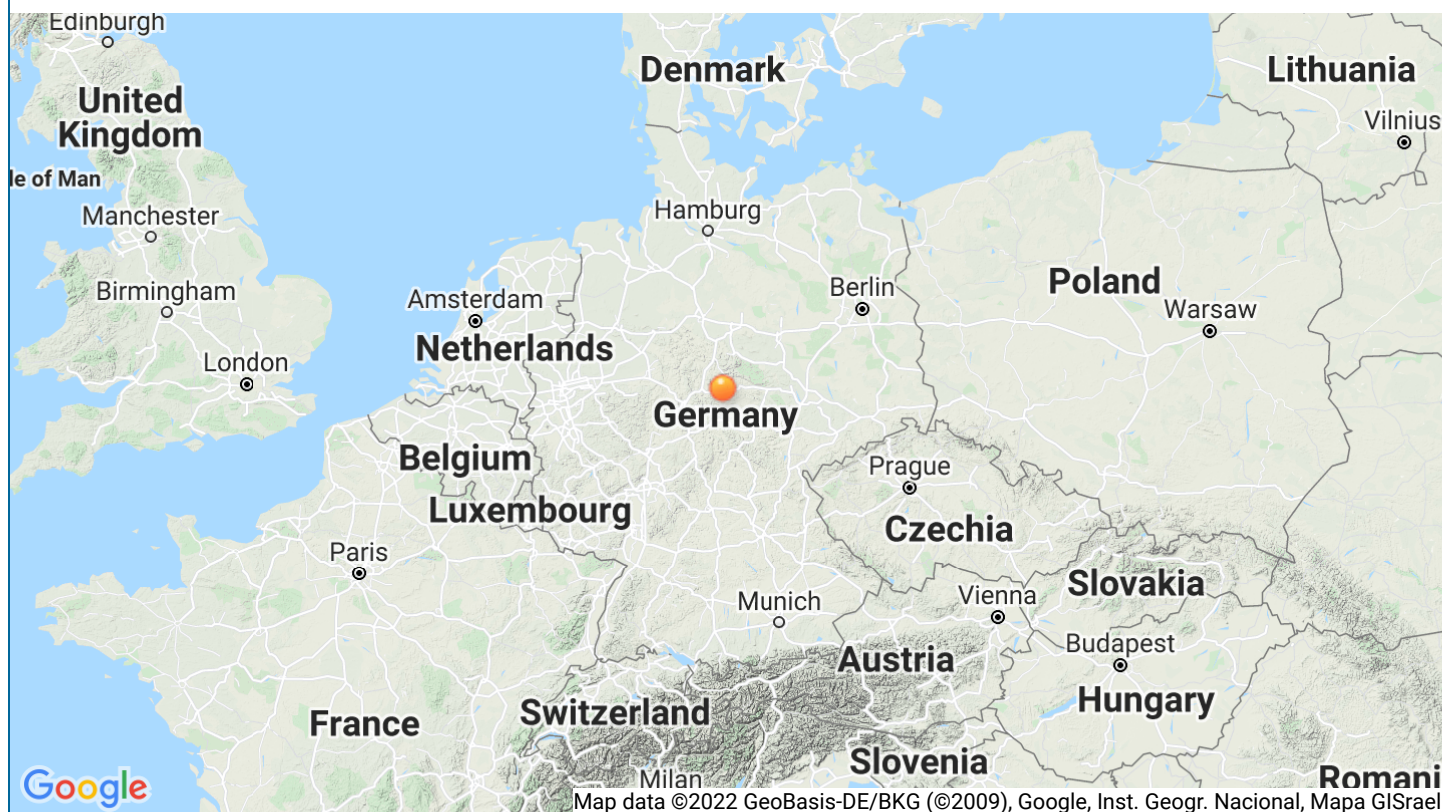 Edinburgh
Denmark
Lithuania
United
Kingdom
Vilnius
le of Man
Manchester
Hamburg
Birmingham
Amsterdam
Berlin
Poland
Warsaw
Netherlands
London
Germany
Belgium
Prague
Luxembourg
Czechia
Paris
Slovakia
Munich
Vienna
Budapest
Austria
Hungary
Switzerland
France
Slovenia
Milan
Romani
Google
Map data ©2022 GeoBasis-DE/BKG (©2009), Google, Inst. Geogr. Nacional, Mapa GISrael